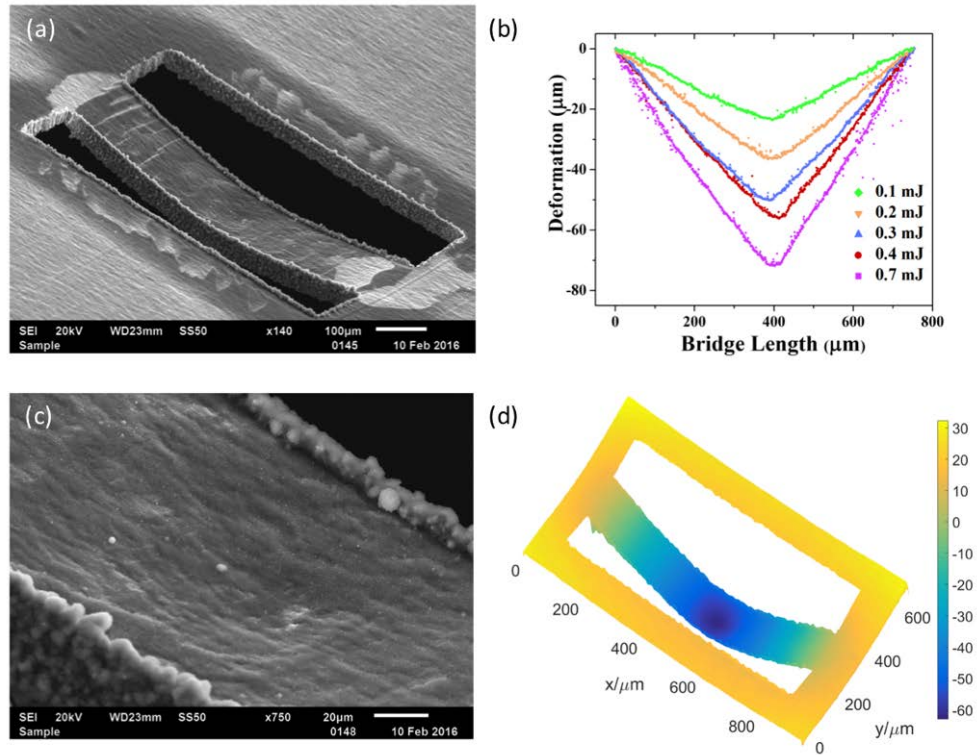 (a)
SEI 20kV WD23mm SS50 x140 100μm
Sample 0145 10 Feb 2016
(b)
Deformation (μm)
0
-20
-40
-60
-80
0 200 400 600 800
Bridge Length (μm)
0.1 mJ
0.2 mJ
0.3 mJ
0.4 mJ
0.7 mJ
(c)
SEI 20kV WD23mm SS50 x750 20μm
Sample 0148 10 Feb 2016
(d)
0
200
400
600
800
x/μm
0
200
400
600
y/μm
30
20
10
0
-10
-20
-30
-40
-50
-60